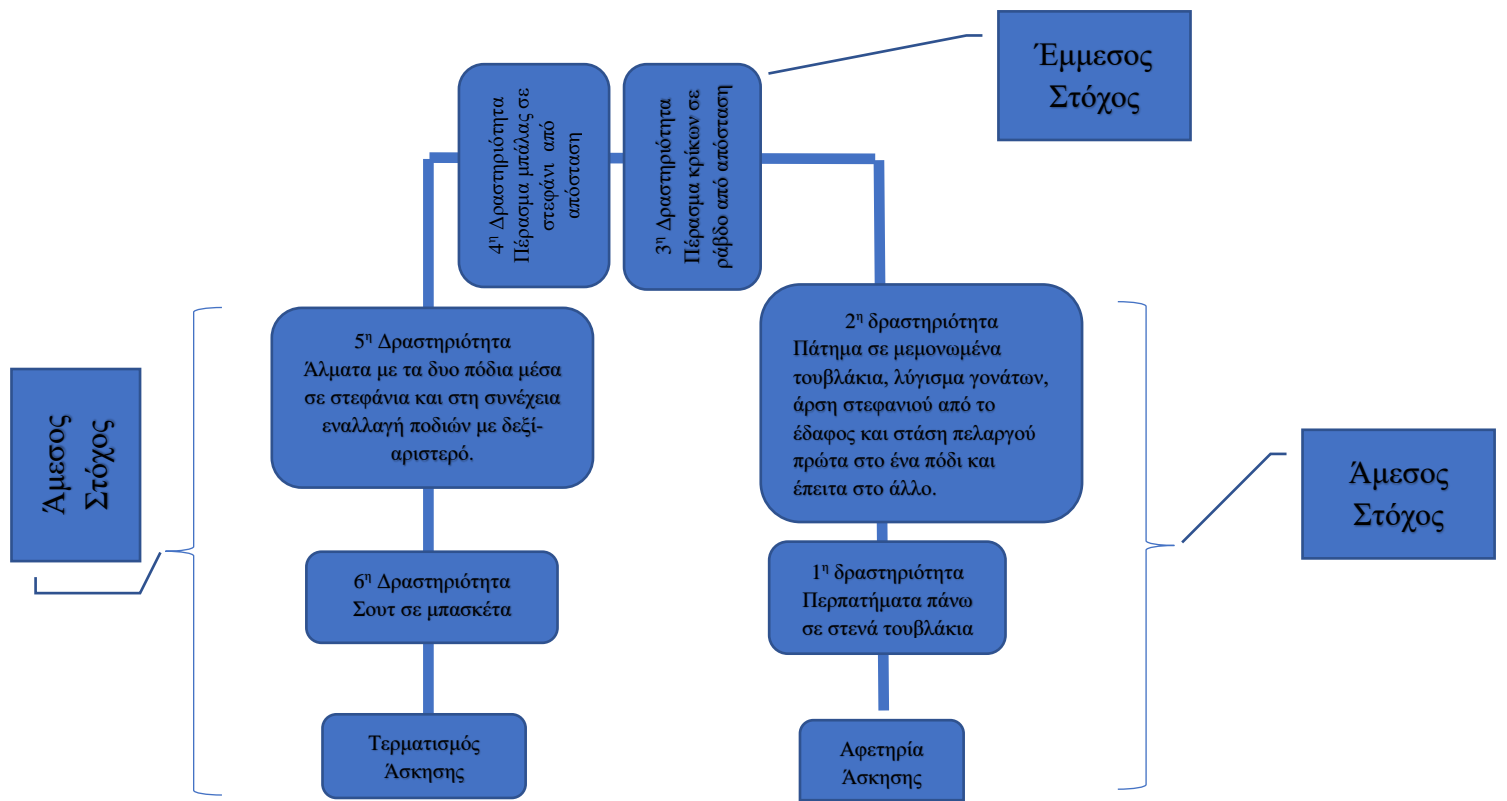 Έμμεσος
Στόχος
4η Δραστηριότητα
Πέρασμα μπάλας σε
στεφάνι από
απόσταση
3η Δραστηριότητα
Πέρασμα κρίκων σε
ράβδο από απόσταση
5η Δραστηριότητα
Άλματα με τα δυο πόδια μέσα
σε στεφάνια και στη συνέχεια
εναλλαγή ποδιών με δεξί-
αριστερό.
2η δραστηριότητα
Πάτημα σε μεμονωμένα
τουβλάκια, λύγισμα γονάτων,
άρση στεφανιού από το
έδαφος και στάση πελαργού
πρώτα στο ένα πόδι και
έπειτα στο άλλο.
Άμεσος
Στόχος
Άμεσος
Στόχος
6η Δραστηριότητα
Σουτ σε μπασκέτα
1η δραστηριότητα
Περπατήματα πάνω
σε στενά τουβλάκια
Τερματισμός
Άσκησης
Αφετηρία
Άσκησης